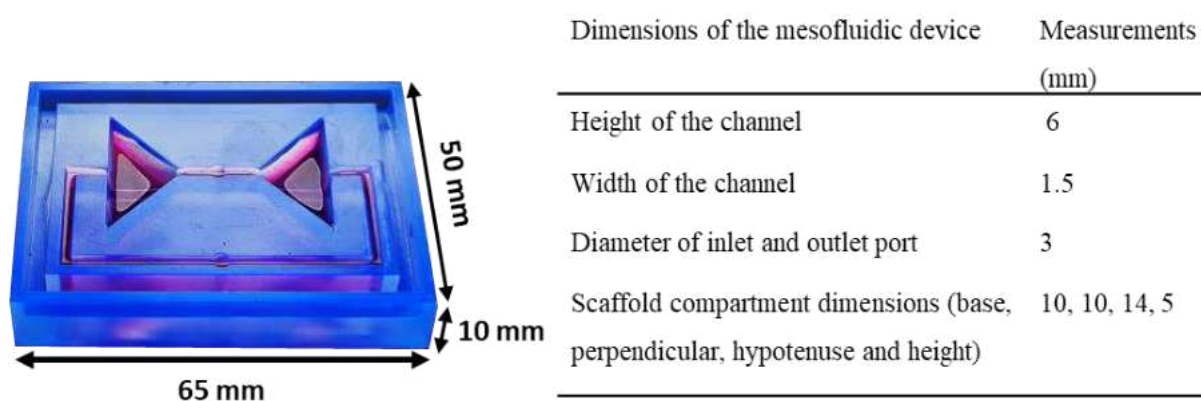 50 mm
10 mm
65 mm
Dimensions of the mesofluidic device Measurements
(mm)
Height of the channel 6
Width of the channel 1.5
Diameter of inlet and outlet port 3
Scaffold compartment dimensions (base, 10, 10, 14, 5
perpendicular, hypotenuse and height)